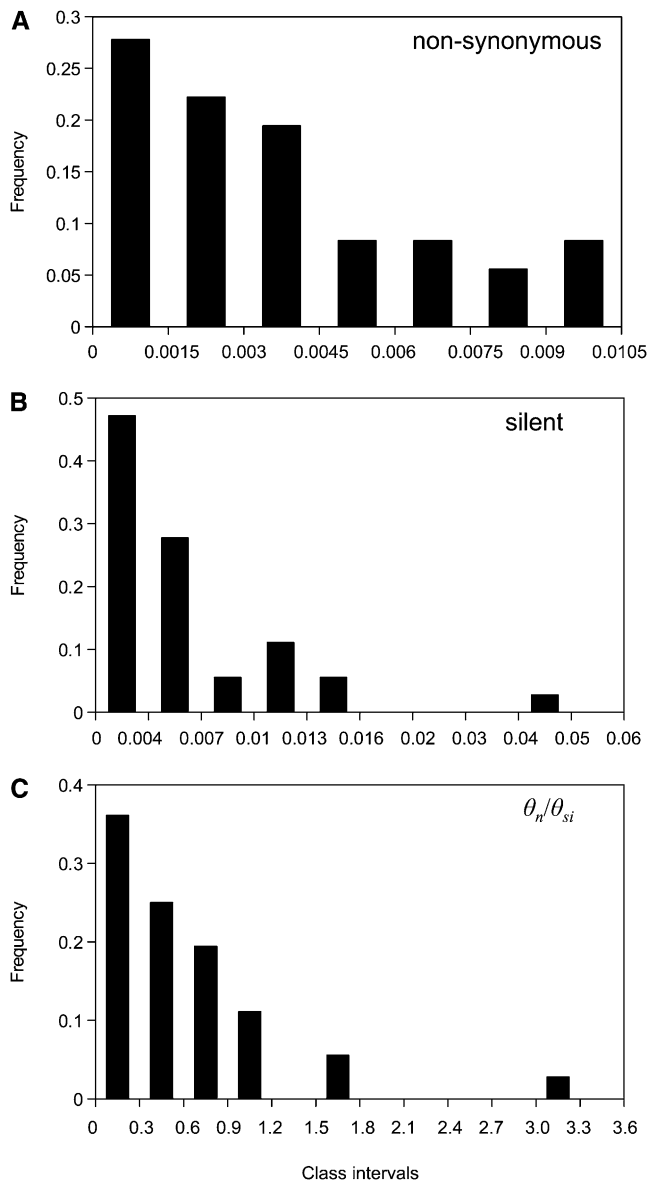 A
non-synonymous
Frequency
0.3
0.25
0.2
0.15
0.1
0.05
0
0 0.0015 0.003 0.0045 0.006 0.0075 0.009 0.0105
B
silent
Frequency
0.5
0.4
0.3
0.2
0.1
0
0 0.004 0.007 0.01 0.013 0.016 0.02 0.03 0.04 0.05 0.06
C
θn/θsi
Frequency
0.4
0.3
0.2
0.1
0
0 0.3 0.6 0.9 1.2 1.5 1.8 2.1 2.4 2.7 3.0 3.3 3.6
Class intervals